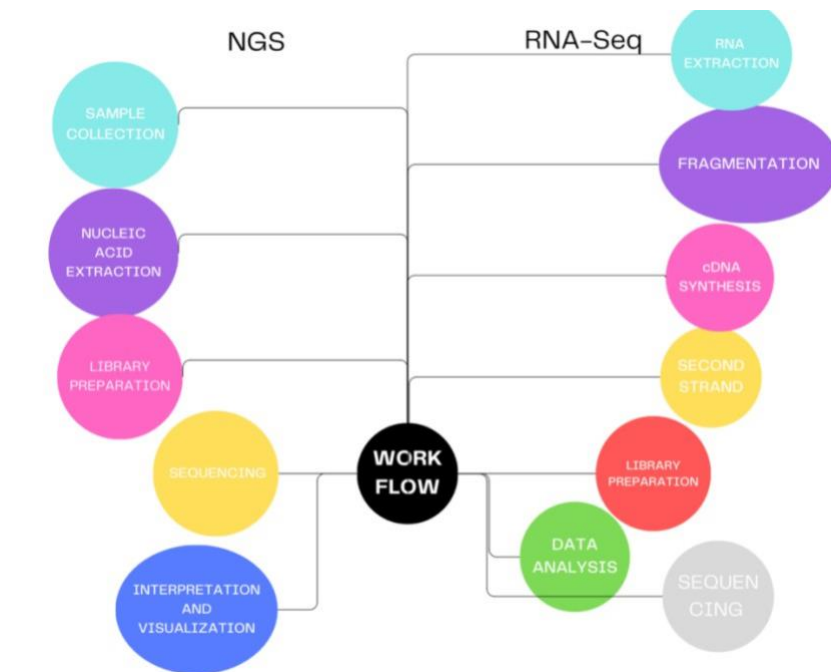 NGS
RNA-Seq
SAMPLE
COLLECTION
NUCLEIC
ACID
EXTRACTION
LIBRARY
PREPARATION
SEQUENCING
INTERPRETATION
AND
VISUALIZATION
WORK
FLOW
RNA
EXTRACTION
FRAGMENTATION
cDNA
SYNTHESIS
SECOND
STRAND
LIBRARY
PREPARATION
DATA
ANALYSIS
SEQUEN
CING